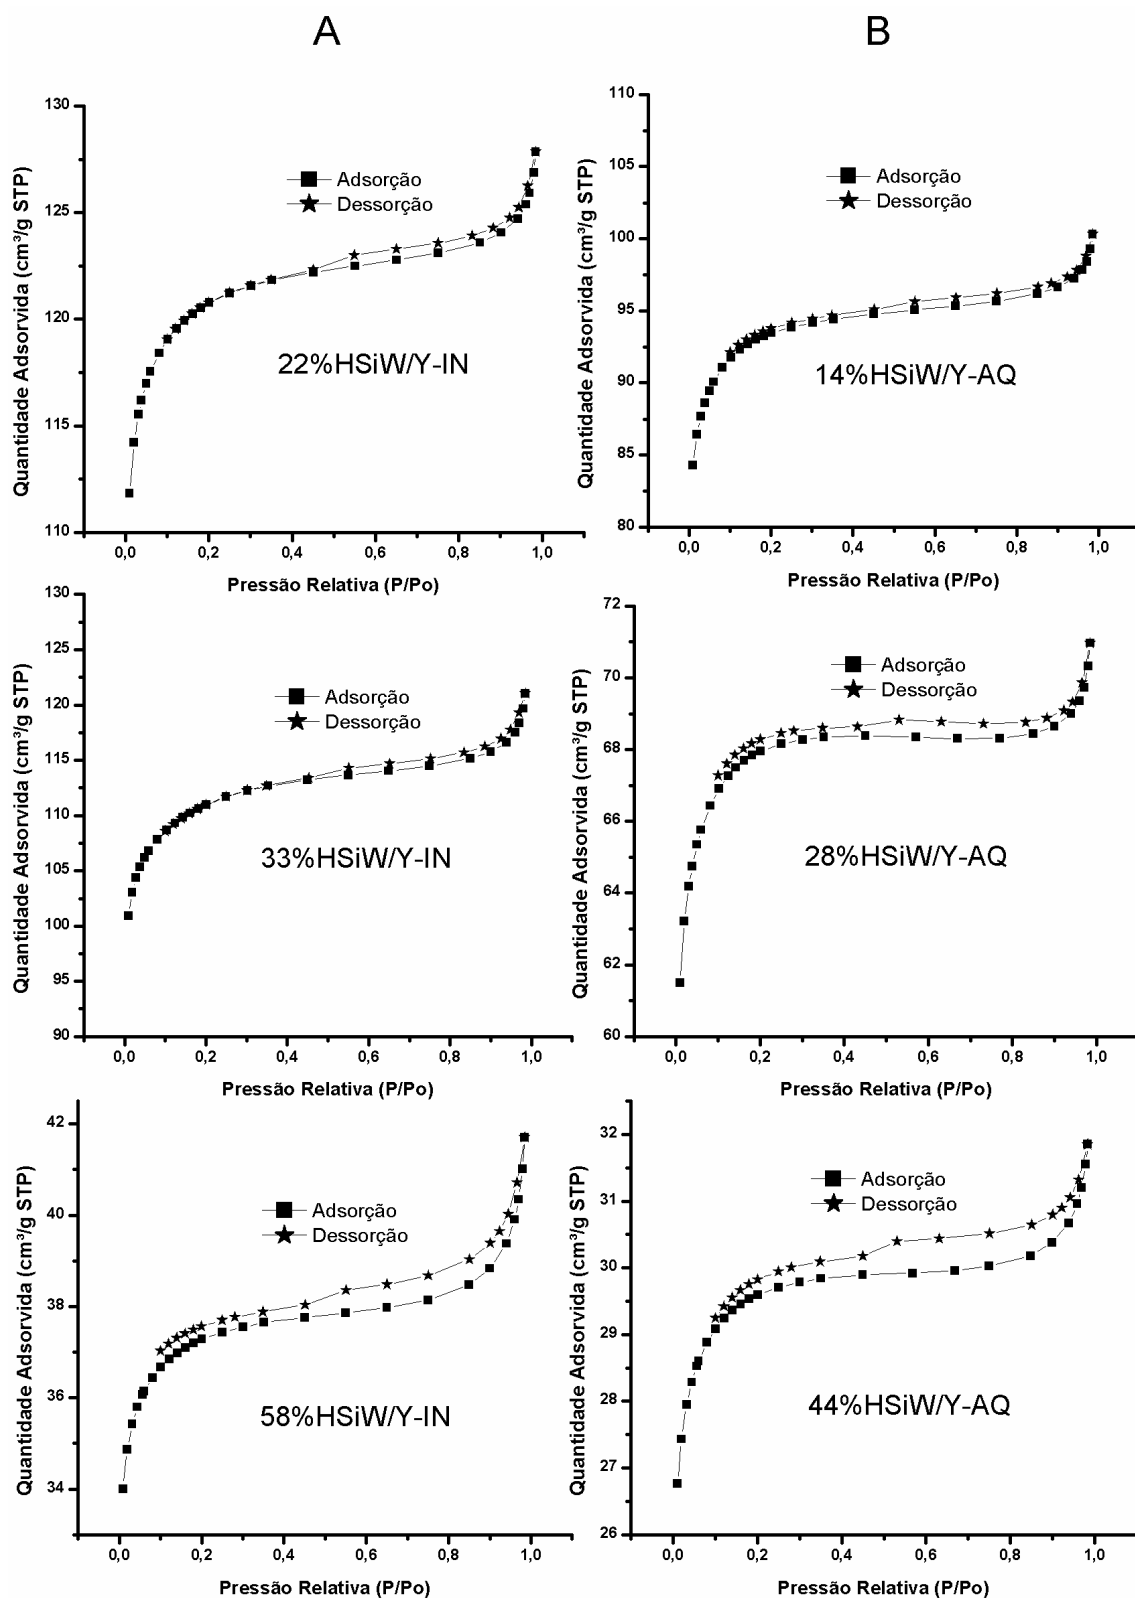 A
B
130
125
120
115
110
Quantidade Adsorvida (cm³/g STP)
Adsorção
Dessorção
22%HSiW/Y-IN
0,0 0,2 0,4 0,6 0,8 1,0
Pressão Relativa (P/Po)
110
105
100
95
90
85
80
Quantidade Adsorvida (cm³/g STP)
Adsorção
Dessorção
14%HSiW/Y-AQ
0,0 0,2 0,4 0,6 0,8 1,0
Pressão Relativa (P/Po)
130
125
120
115
110
105
100
95
90
Quantidade Adsorvida (cm³/g STP)
Adsorção
Dessorção
33%HSiW/Y-IN
0,0 0,2 0,4 0,6 0,8 1,0
Pressão Relativa (P/Po)
72
70
68
66
64
62
60
Quantidade Adsorvida (cm³/g STP)
Adsorção
Dessorção
28%HSiW/Y-AQ
0,0 0,2 0,4 0,6 0,8 1,0
Pressão Relativa (P/Po)
42
40
38
36
34
Quantidade Adsorvida (cm³/g STP)
Adsorção
Dessorção
58%HSiW/Y-IN
0,0 0,2 0,4 0,6 0,8 1,0
Pressão Relativa (P/Po)
32
31
30
29
28
27
26
Quantidade Adsorvida (cm³/g STP)
Adsorção
Dessorção
44%HSiW/Y-AQ
0,0 0,2 0,4 0,6 0,8 1,0
Pressão Relativa (P/Po)